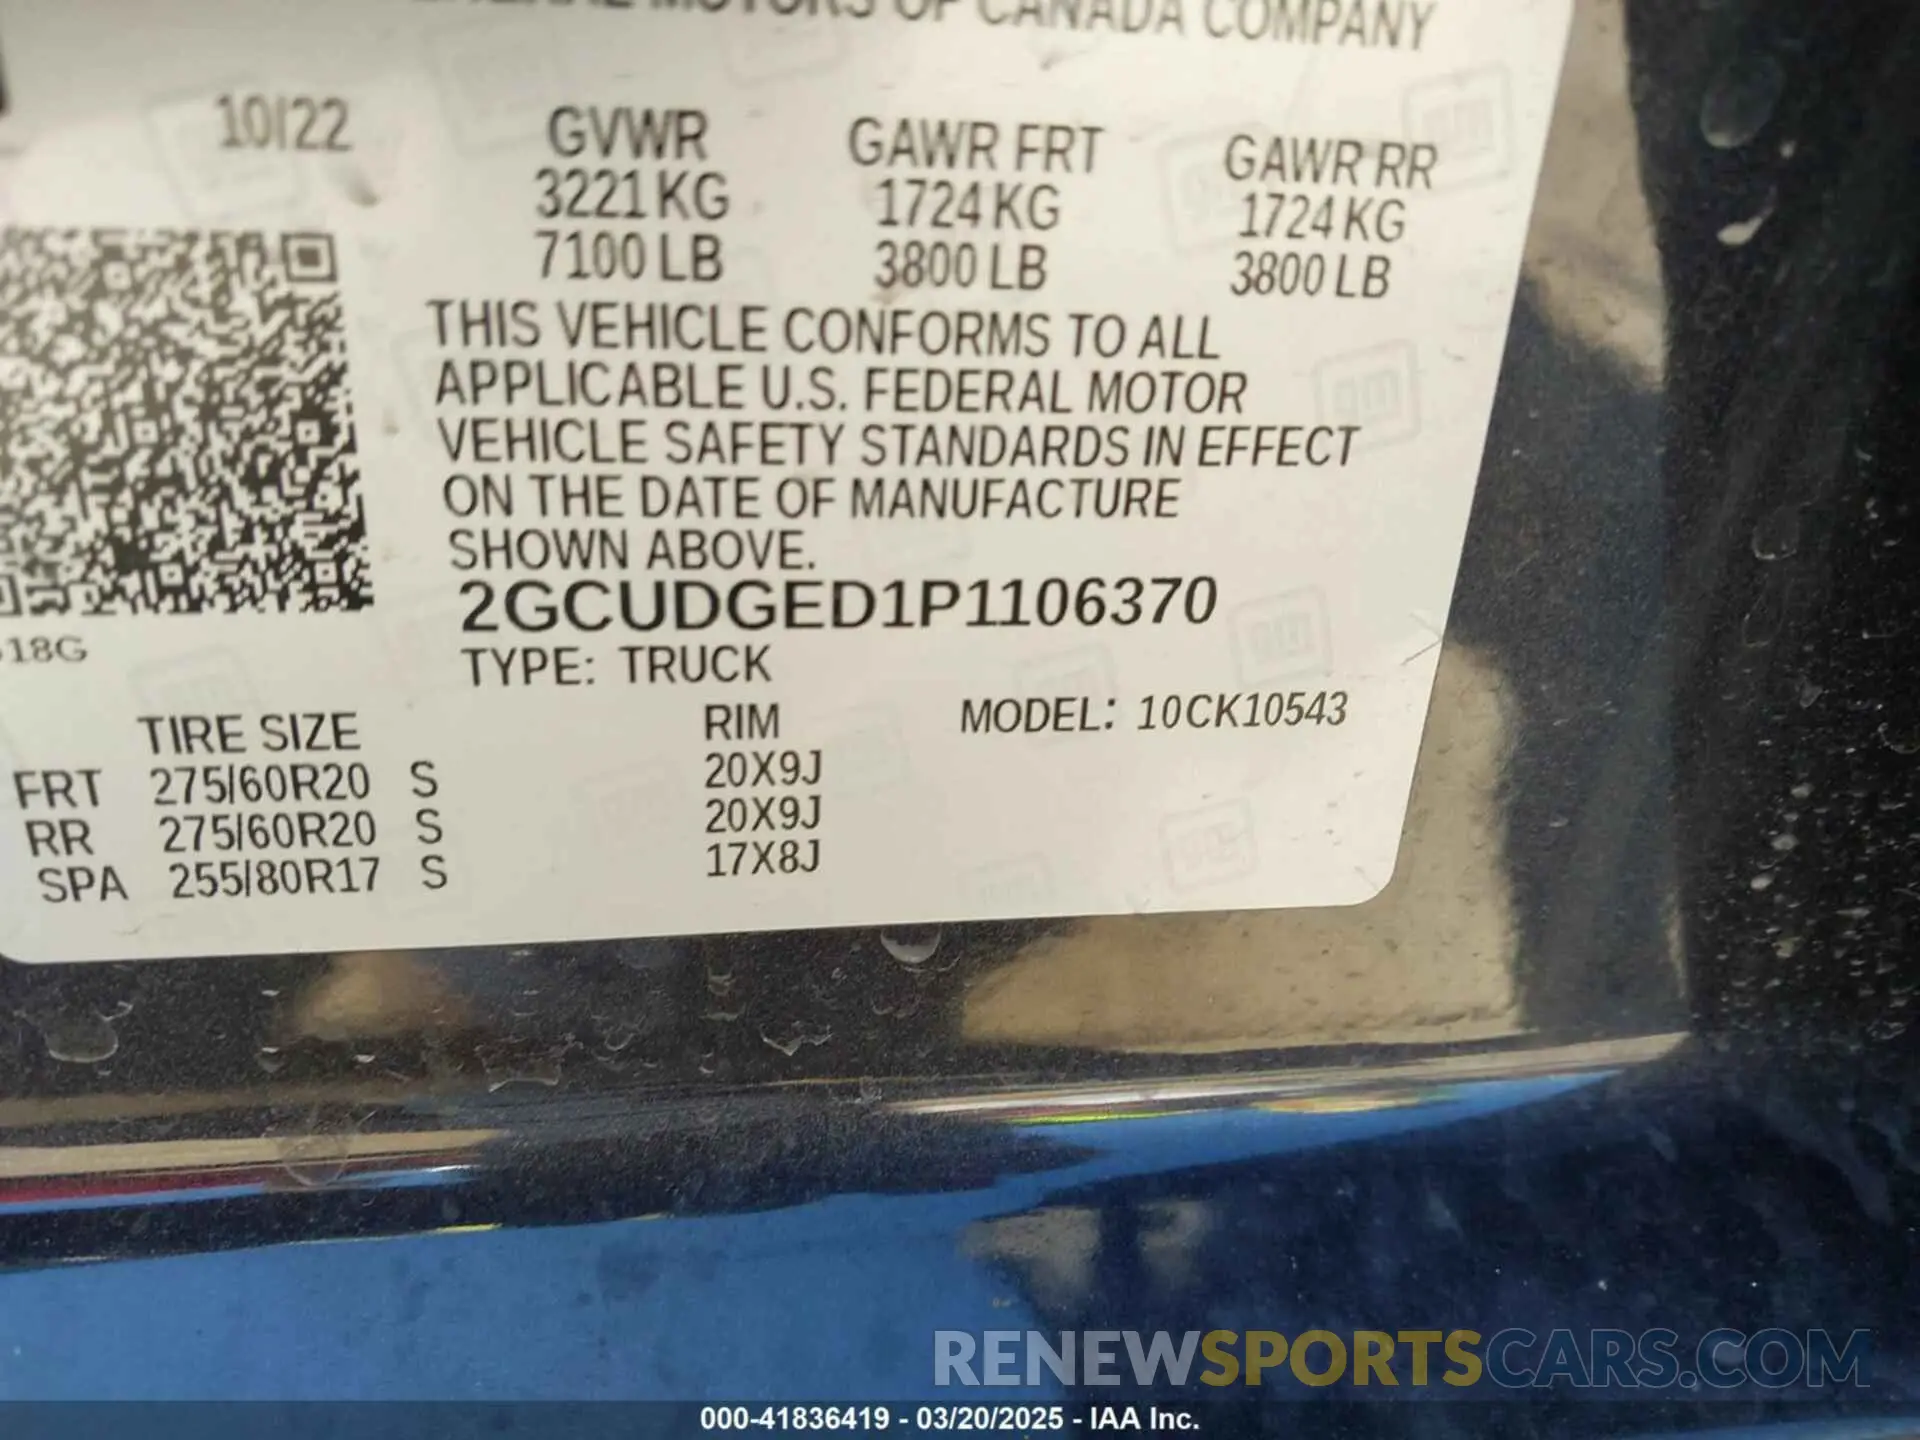 MOTORS OF CANADA COMPANY
10/22
GVWR GAWR FRT GAWR RR
3221 KG 1724 KG 1724 KG
7100 LB 3800 LB 3800 LB
THIS VEHICLE CONFORMS TO ALL
APPLICABLE U.S. FEDERAL MOTOR
VEHICLE SAFETY STANDARDS IN EFFECT
ON THE DATE OF MANUFACTURE
SHOWN ABOVE.
2GCUDGED1P1106370
18G
TYPE: TRUCK
TIRE SIZE RIM MODEL: 10CK10543
FRT 275/60R20 S 20X9J
RR 275/60R20 S 20X9J
SPA 255/80R17 S 17X8J
RENEWSPORTSCARS.COM
000-41836419 - 03/20/2025 - IAA Inc.